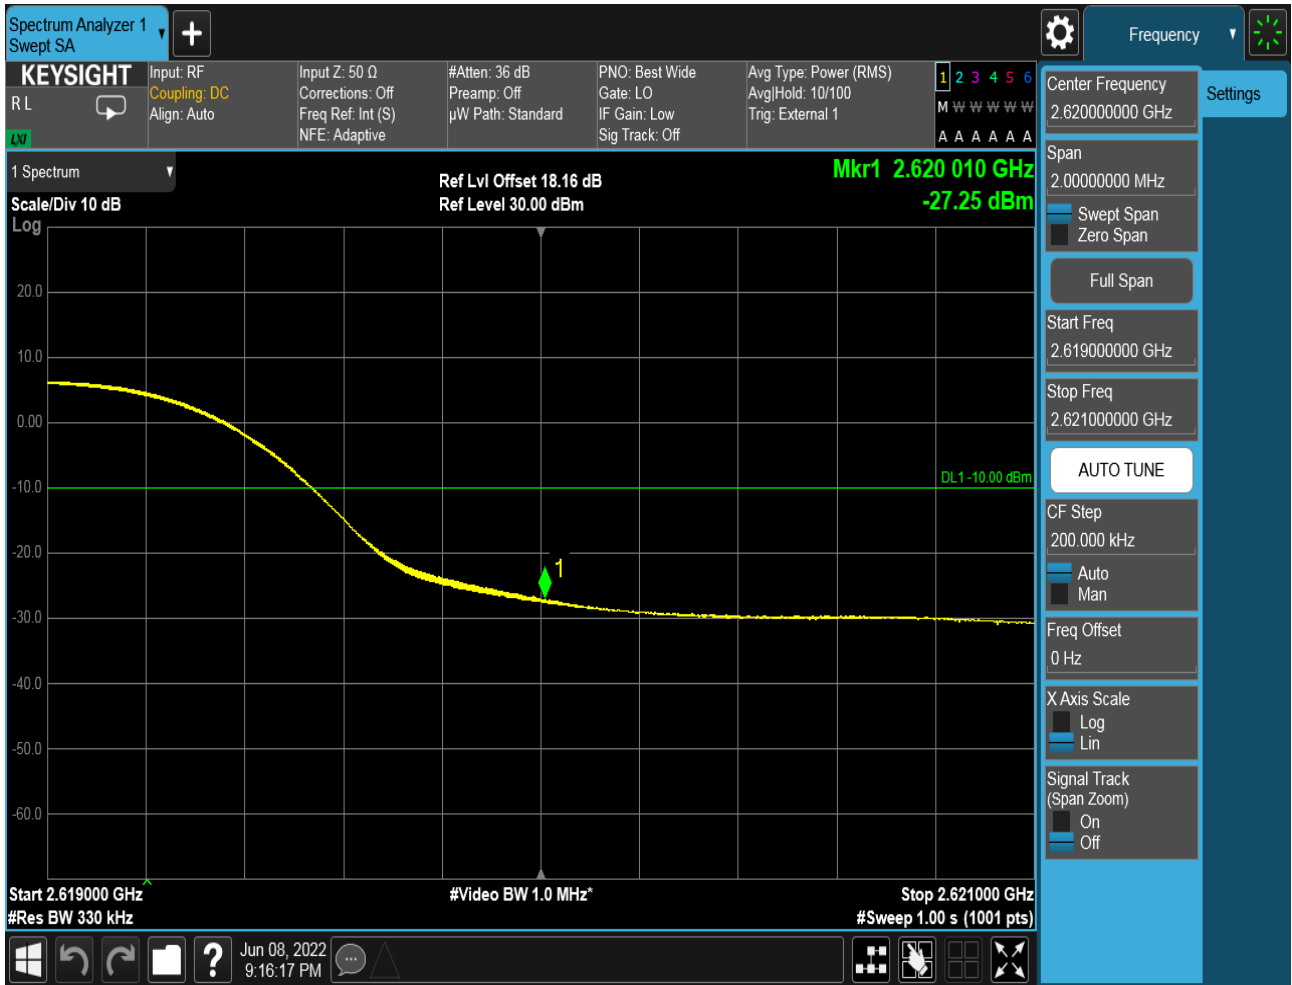 Spectrum Analyzer 1
Swept SA
Frequency
KEYSIGHT
R L
LXI
Input: RF
Coupling: DC
Align: Auto
Input Z: 50 Ω
Corrections: Off
Freq Ref: Int (S)
NFE: Adaptive
#Atten: 36 dB
Preamp: Off
µW Path: Standard
PNO: Best Wide
Gate: LO
IF Gain: Low
Sig Track: Off
Avg Type: Power (RMS)
Avg|Hold: 10/100
Trig: External 1
1 2 3 4 5 6
M W W W W W
A A A A A A
1 Spectrum
Scale/Div 10 dB
Log
Ref Lvl Offset 18.16 dB
Ref Level 30.00 dBm
Mkr1 2.620 010 GHz
-27.25 dBm
20.0
10.0
0.00
-10.0
-20.0
-30.0
-40.0
-50.0
-60.0
DL1 -10.00 dBm
1
Start 2.619000 GHz
#Res BW 330 kHz
#Video BW 1.0 MHz*
Stop 2.621000 GHz
#Sweep 1.00 s (1001 pts)
?
Jun 08, 2022
9:16:17 PM
Settings
Center Frequency
2.620000000 GHz
Span
2.00000000 MHz
Swept Span
Zero Span
Full Span
Start Freq
2.619000000 GHz
Stop Freq
2.621000000 GHz
AUTO TUNE
CF Step
200.000 kHz
Auto
Man
Freq Offset
0 Hz
X Axis Scale
Log
Lin
Signal Track
(Span Zoom)
On
Off